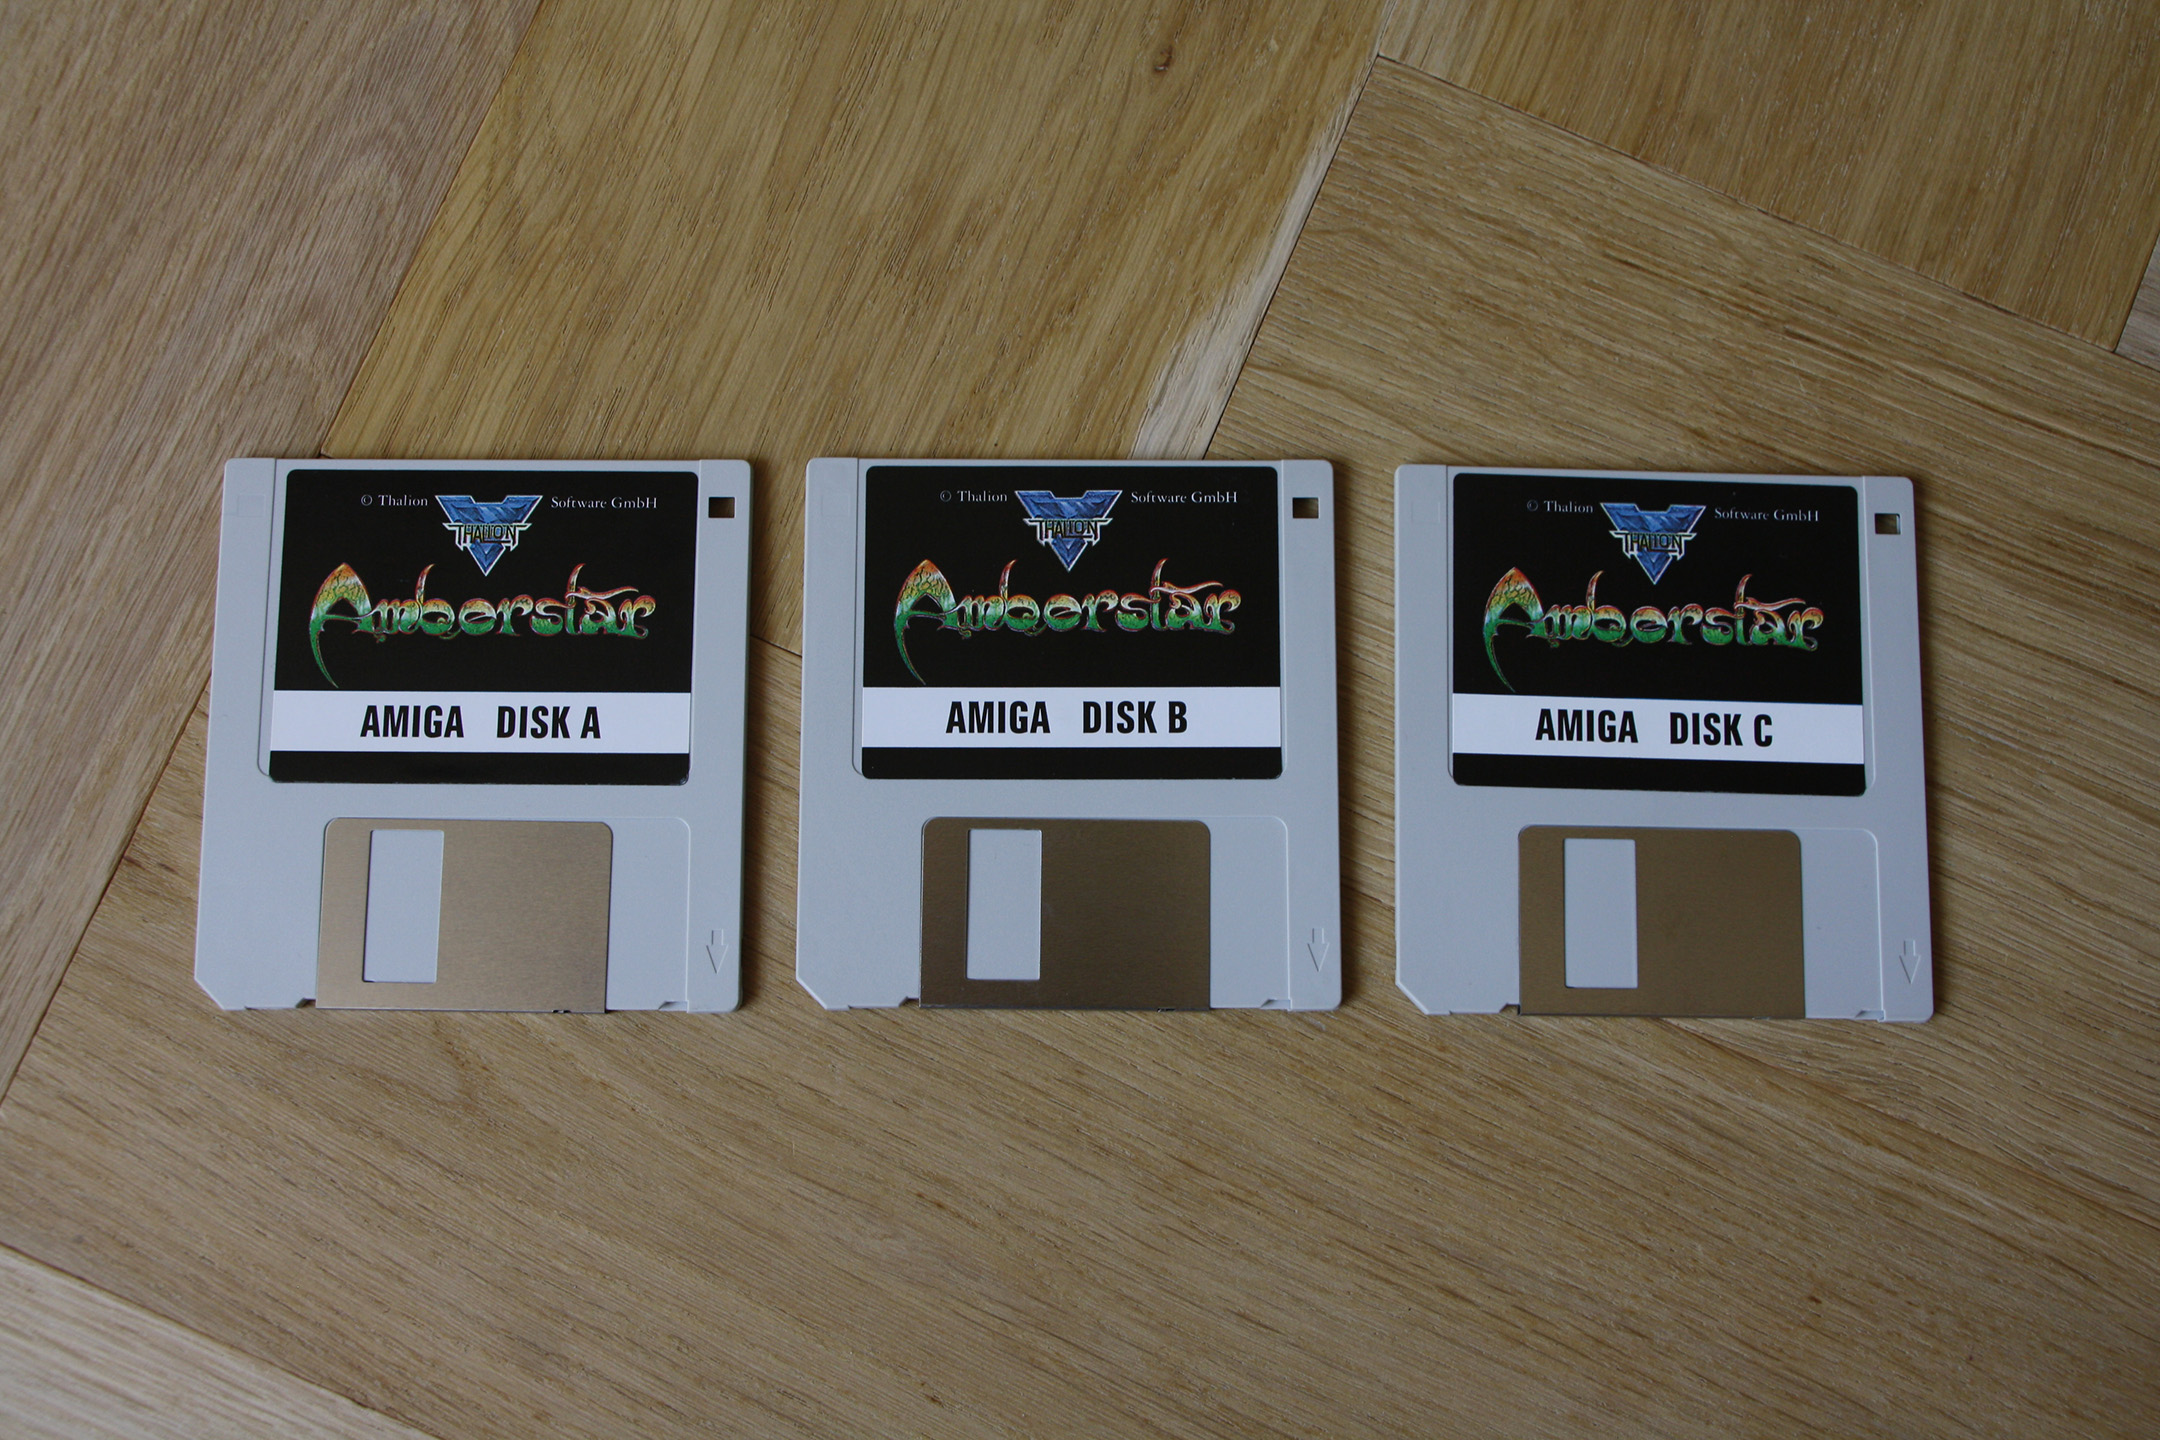 © Thalion THALION Software GmbH
Amberstar
AMIGA DISK A
© Thalion THALION Software GmbH
Amberstar
AMIGA DISK B
© Thalion THALION Software GmbH
Amberstar
AMIGA DISK C